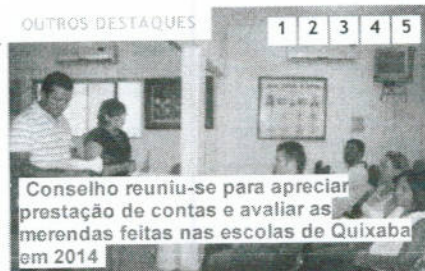 OUTROS DESTAQUES
1 2 3 4 5
Conselho reuniu-se para apreciar
prestação de contas e avaliar as
merendas feitas nas escolas de Quixaba
em 2014